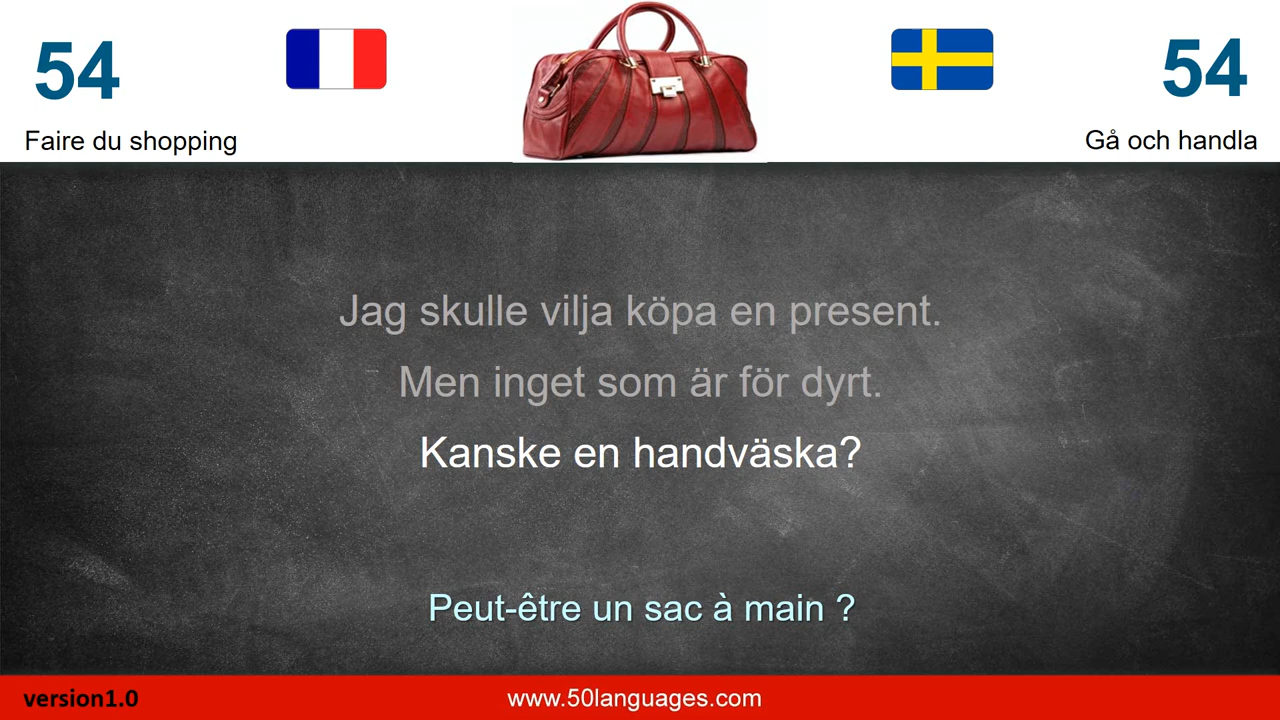 54
54
Faire du shopping
Gå och handla
Jag skulle vilja köpa en present.
Men inget som är för dyrt.
Kanske en handväska?
Peut-être un sac à main ?
version1.0
www.50languages.com